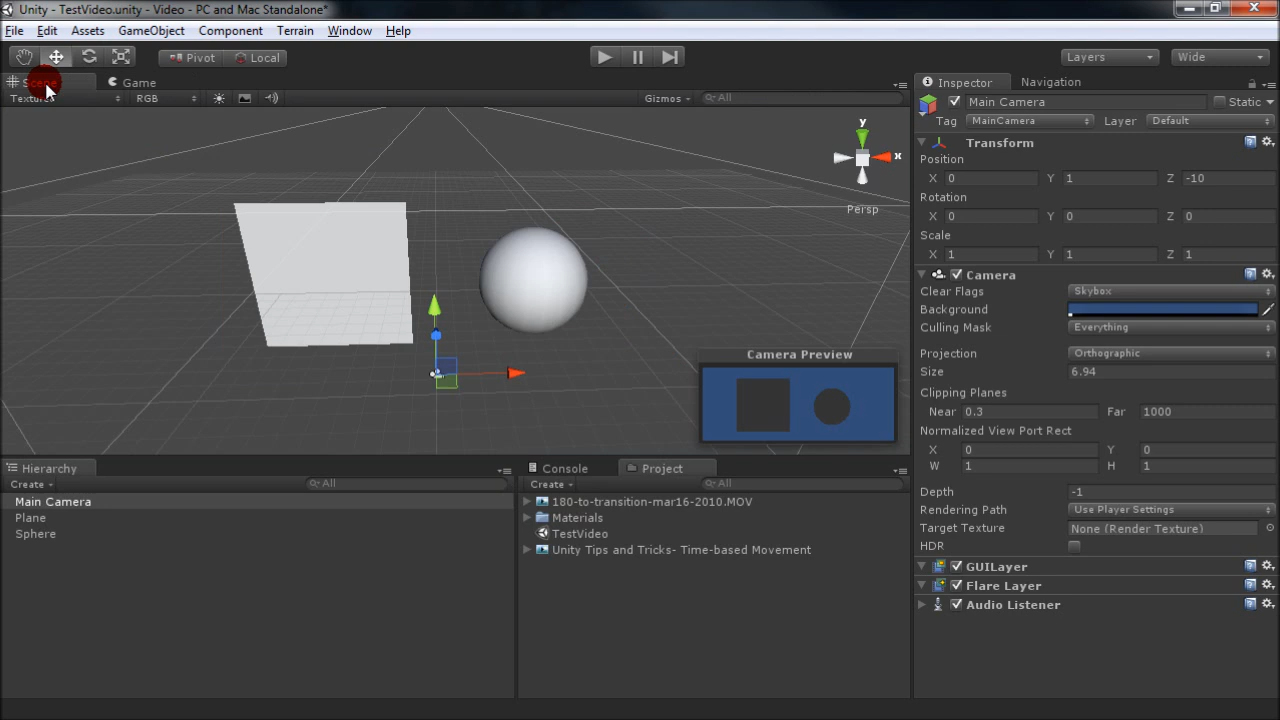 Unity - TestVideo.unity - Video - PC and Mac Standalone*
File Edit Assets GameObject Component Terrain Window Help
Pivot Local Layers Wide
Scene Game
Textured RGB Gizmos All
y
x
Persp
Camera Preview
Inspector Navigation
Main Camera Static
Tag MainCamera Layer Default
Transform
Position
X 0 Y 1 Z -10
Rotation
X 0 Y 0 Z 0
Scale
X 1 Y 1 Z 1
Camera
Clear Flags Skybox
Background
Culling Mask Everything
Projection Orthographic
Size 6.94
Clipping Planes
Near 0.3 Far 1000
Normalized View Port Rect
X 0 Y 0
W 1 H 1
Depth -1
Rendering Path Use Player Settings
Target Texture None (Render Texture)
HDR
GUILayer
Flare Layer
Audio Listener
Hierarchy
Create All
Main Camera
Plane
Sphere
Console Project
Create All
180-to-transition-mar16-2010.MOV
Materials
TestVideo
Unity Tips and Tricks- Time-based Movement